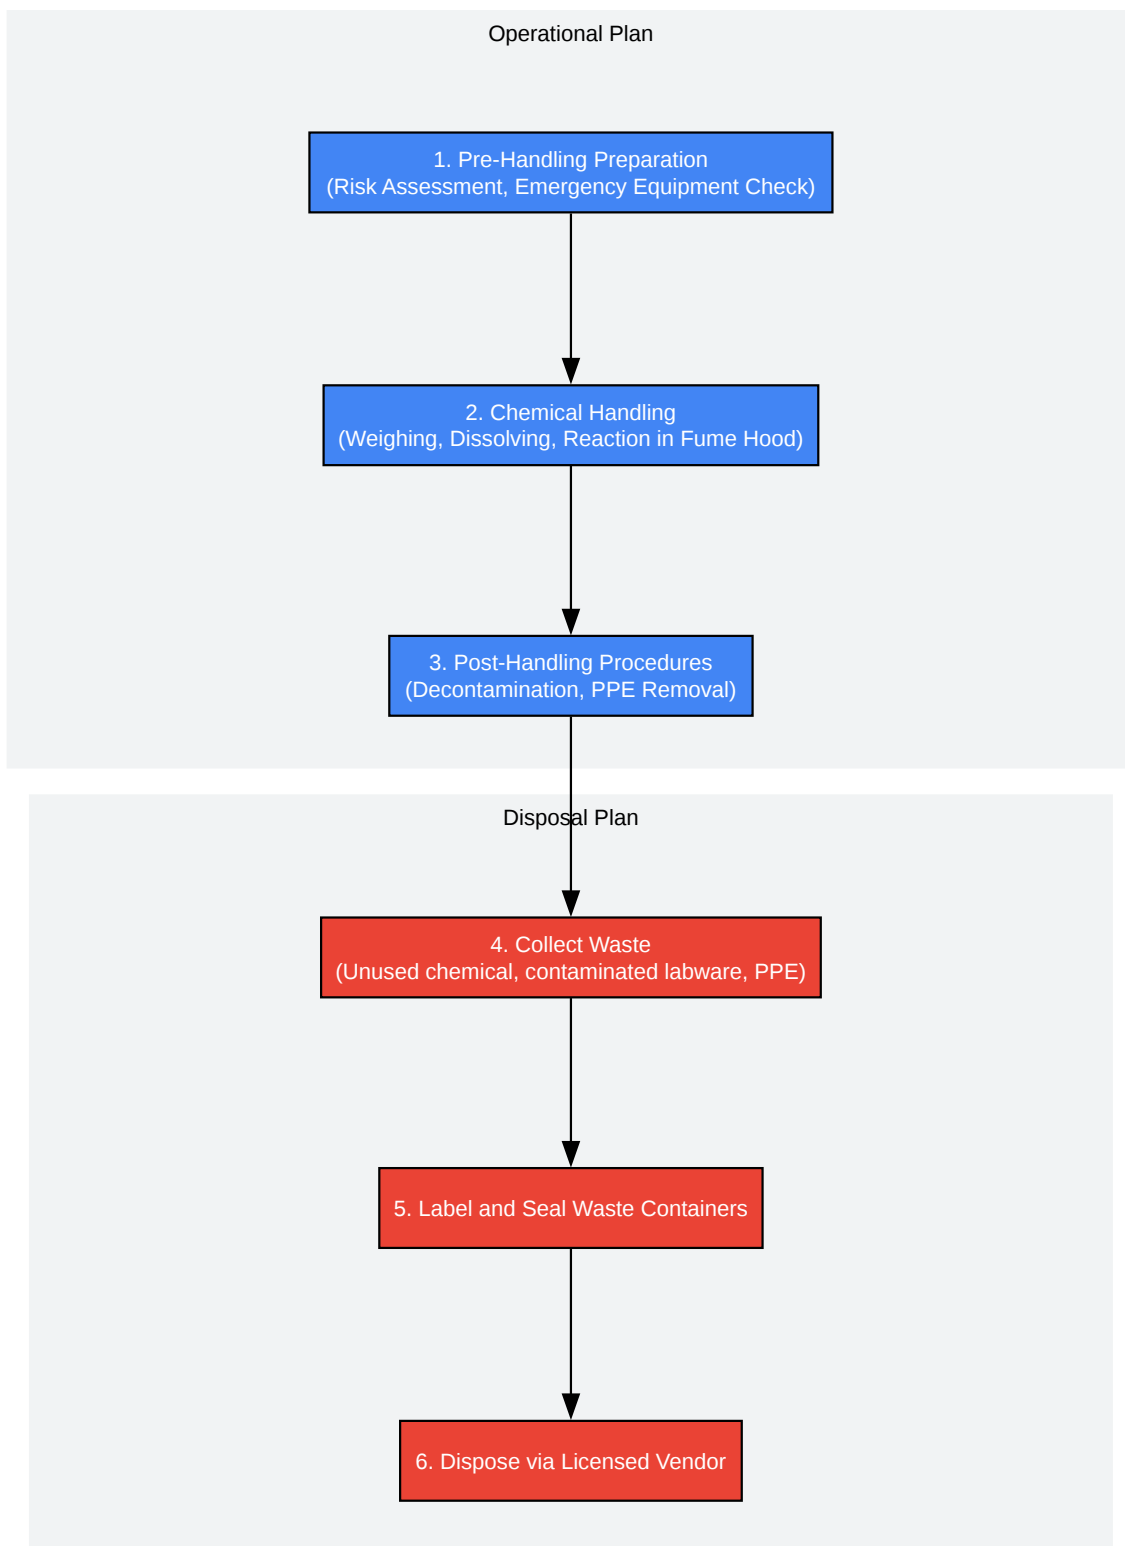 Operational Plan
1. Pre-Handling Preparation
(Risk Assessment, Emergency Equipment Check)
2. Chemical Handling
(Weighing, Dissolving, Reaction in Fume Hood)
3. Post-Handling Procedures
(Decontamination, PPE Removal)
Disposal Plan
4. Collect Waste
(Unused chemical, contaminated labware, PPE)
5. Label and Seal Waste Containers
6. Dispose via Licensed Vendor